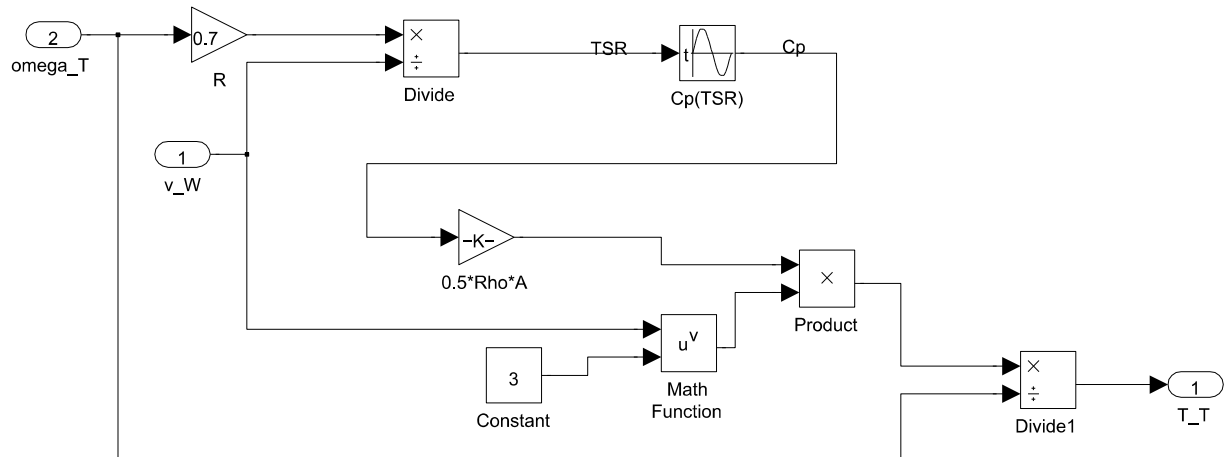 2
omega_T
0.7
R
×
÷
Divide
TSR
t
Cp(TSR)
Cp
1
v_W
-K-
0.5*Rho*A
×
Product
3
Constant
u^v
Math
Function
×
÷
Divide1
1
T_T